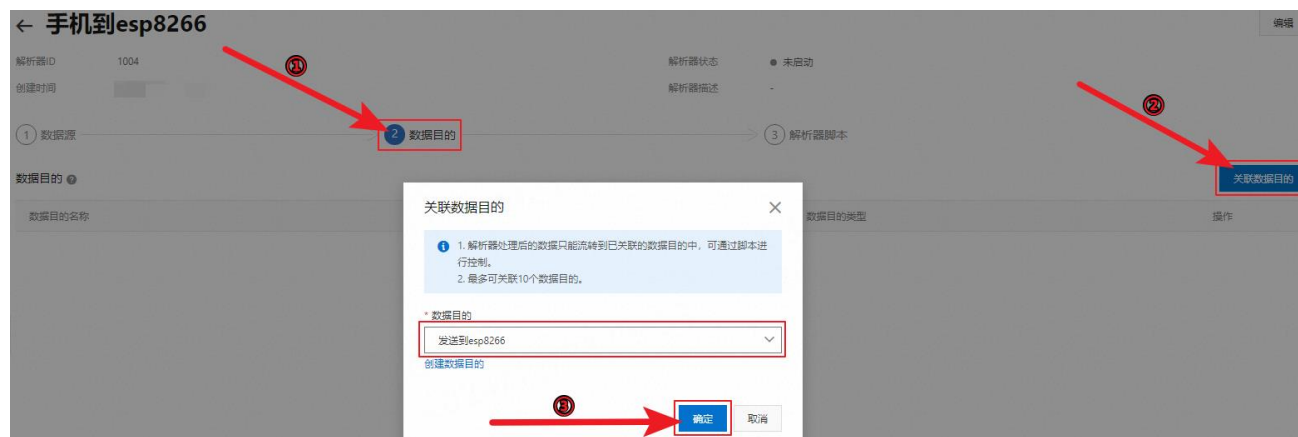 ← 手机到esp8266
编辑
解析器ID 1004 解析器状态 ● 未启动
创建时间 解析器描述 -
① ②
1 数据源 2 数据目的 3 解析器脚本
数据目的
关联数据目的
数据目的名称 数据目的类型 操作
关联数据目的
1. 解析器处理后的数据只能流转到已关联的数据目的中，可通过脚本进
行控制。
2. 最多可关联10个数据目的。
* 数据目的
发送到esp8266
创建数据目的
③
确定 取消